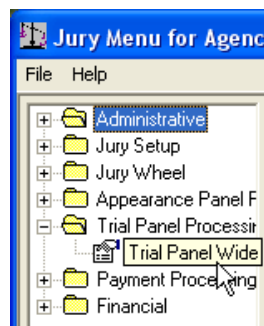 Jury Menu for Agenc
File Help
Administrative
Jury Setup
Jury Wheel
Appearance Panel F
Trial Panel Processir
Trial Panel Wide
Payment Processing
Financial